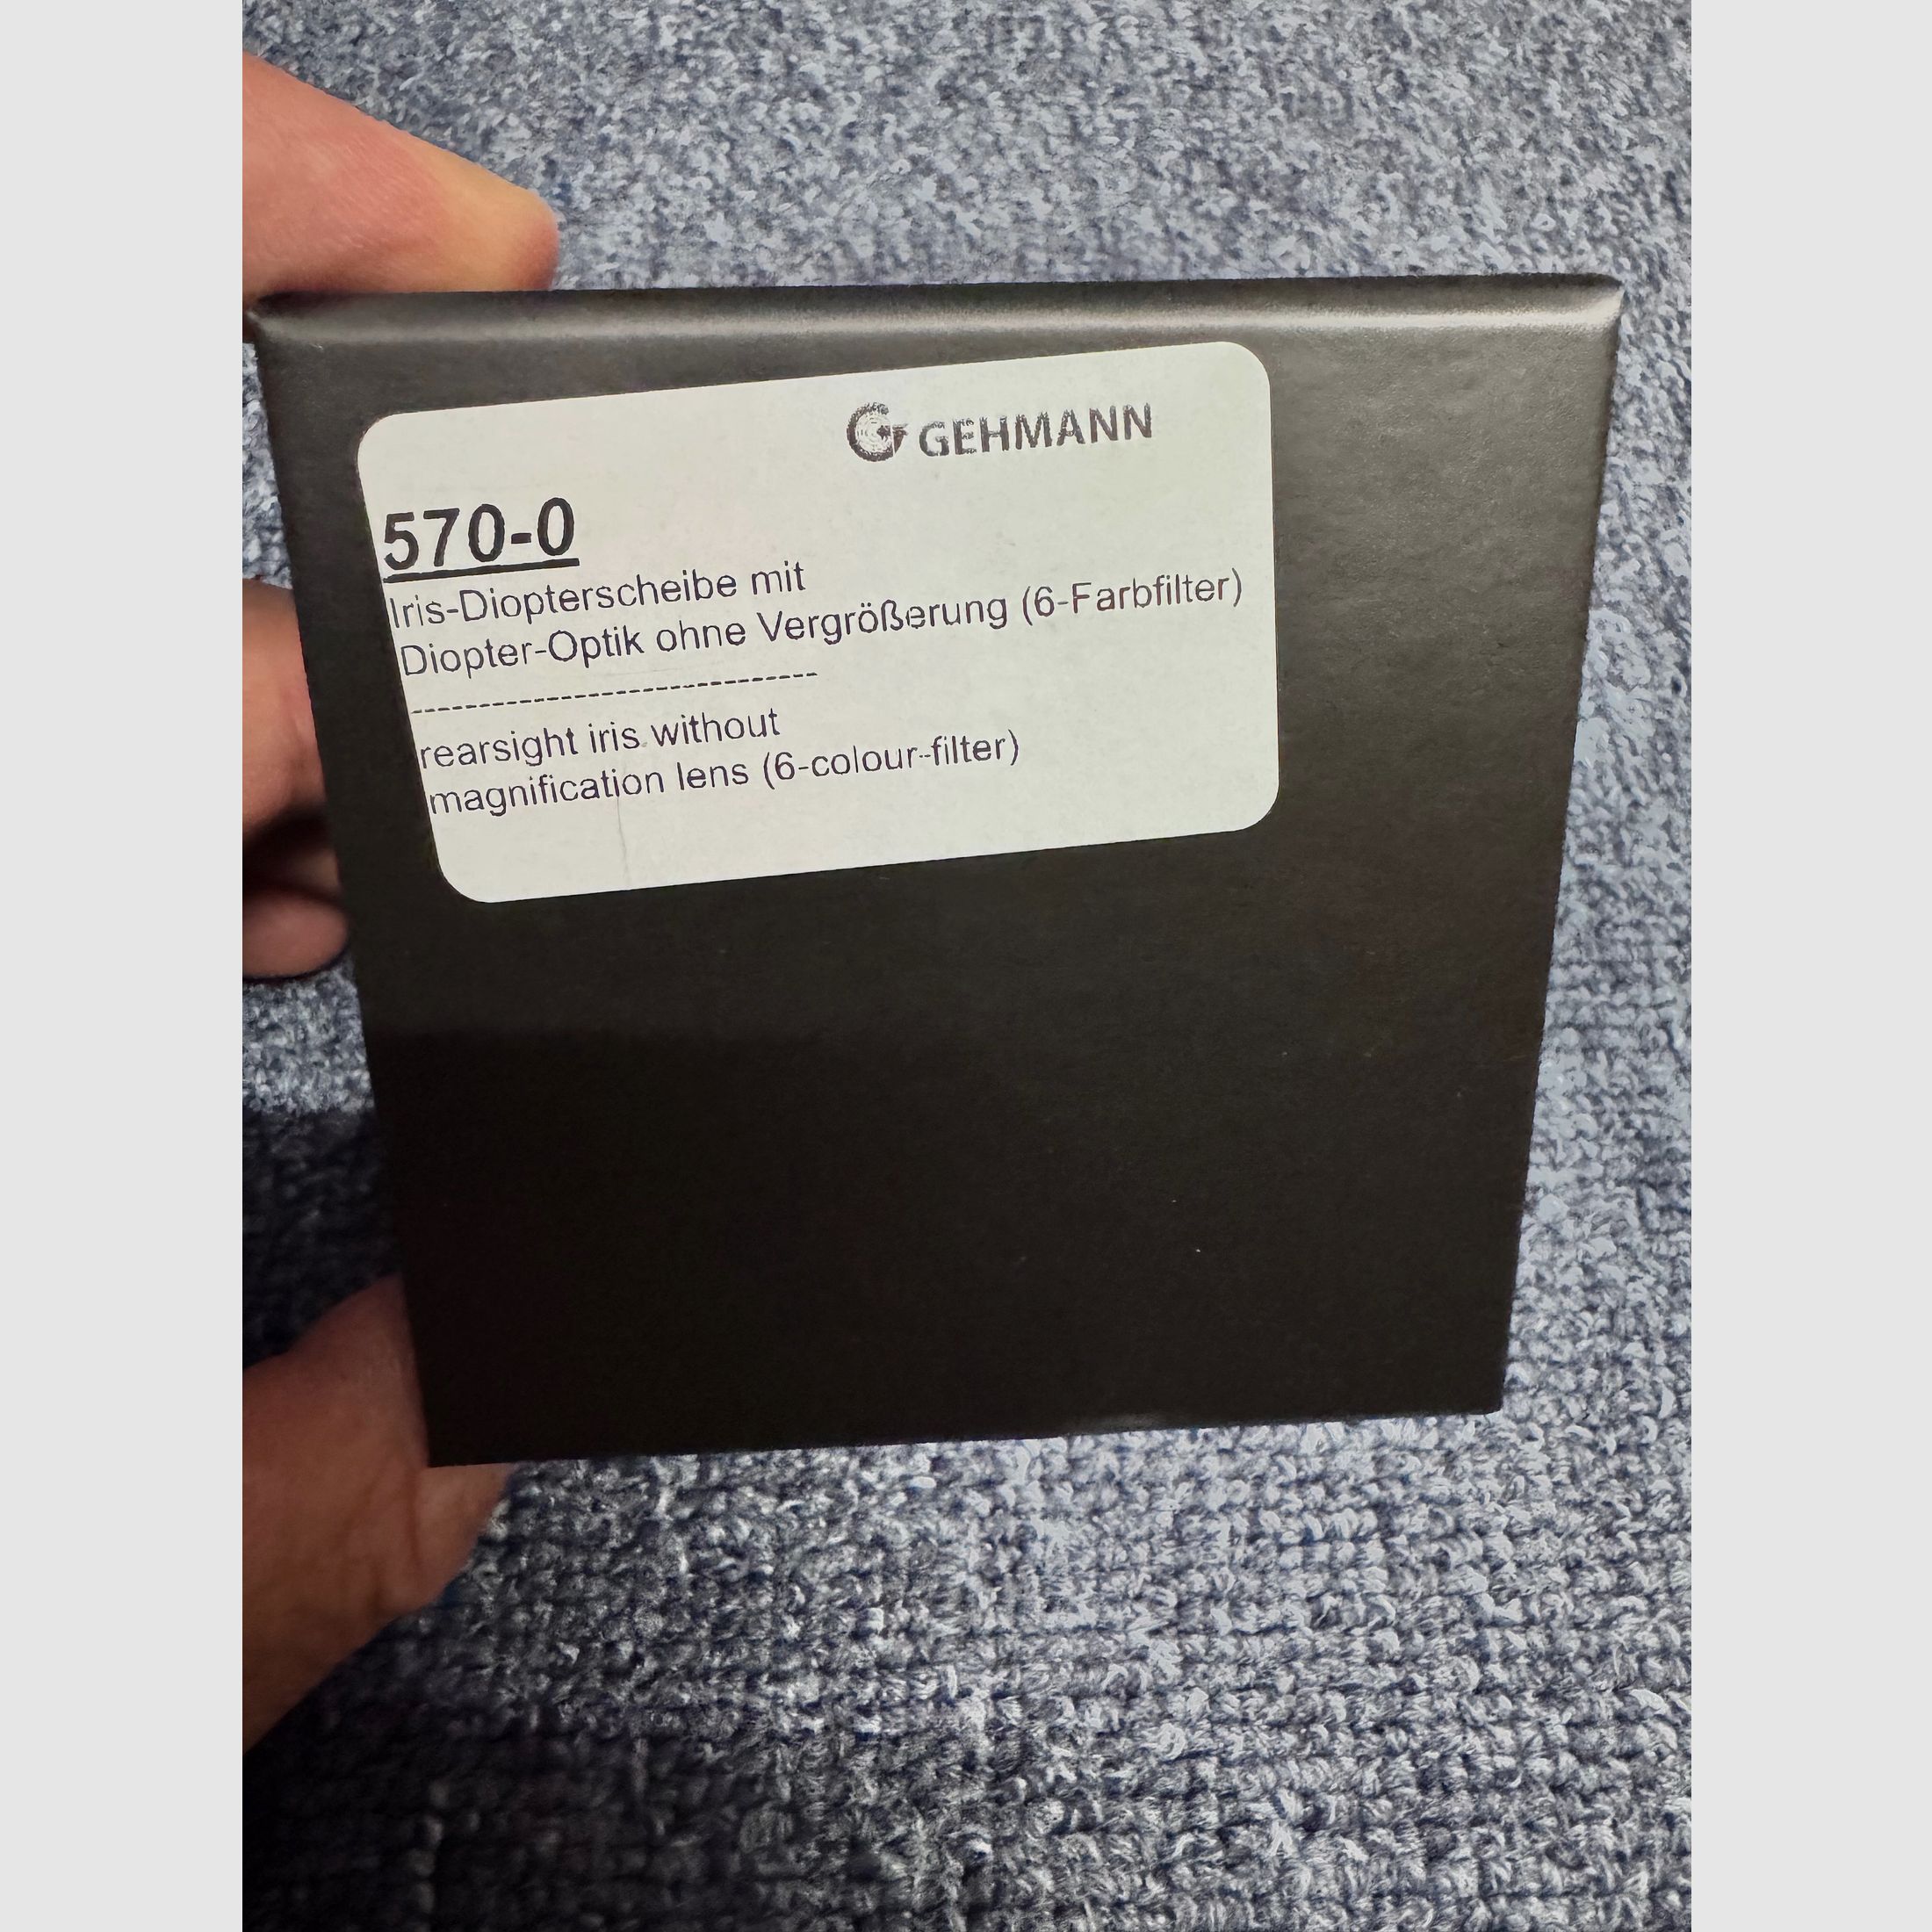 GEHMANN
570-0
Iris-Diopterscheibe mit
Diopter-Optik ohne Vergrößerung (6-Farbfilter)
--------------------------------
rearsight iris without
magnification lens (6-colour-filter)